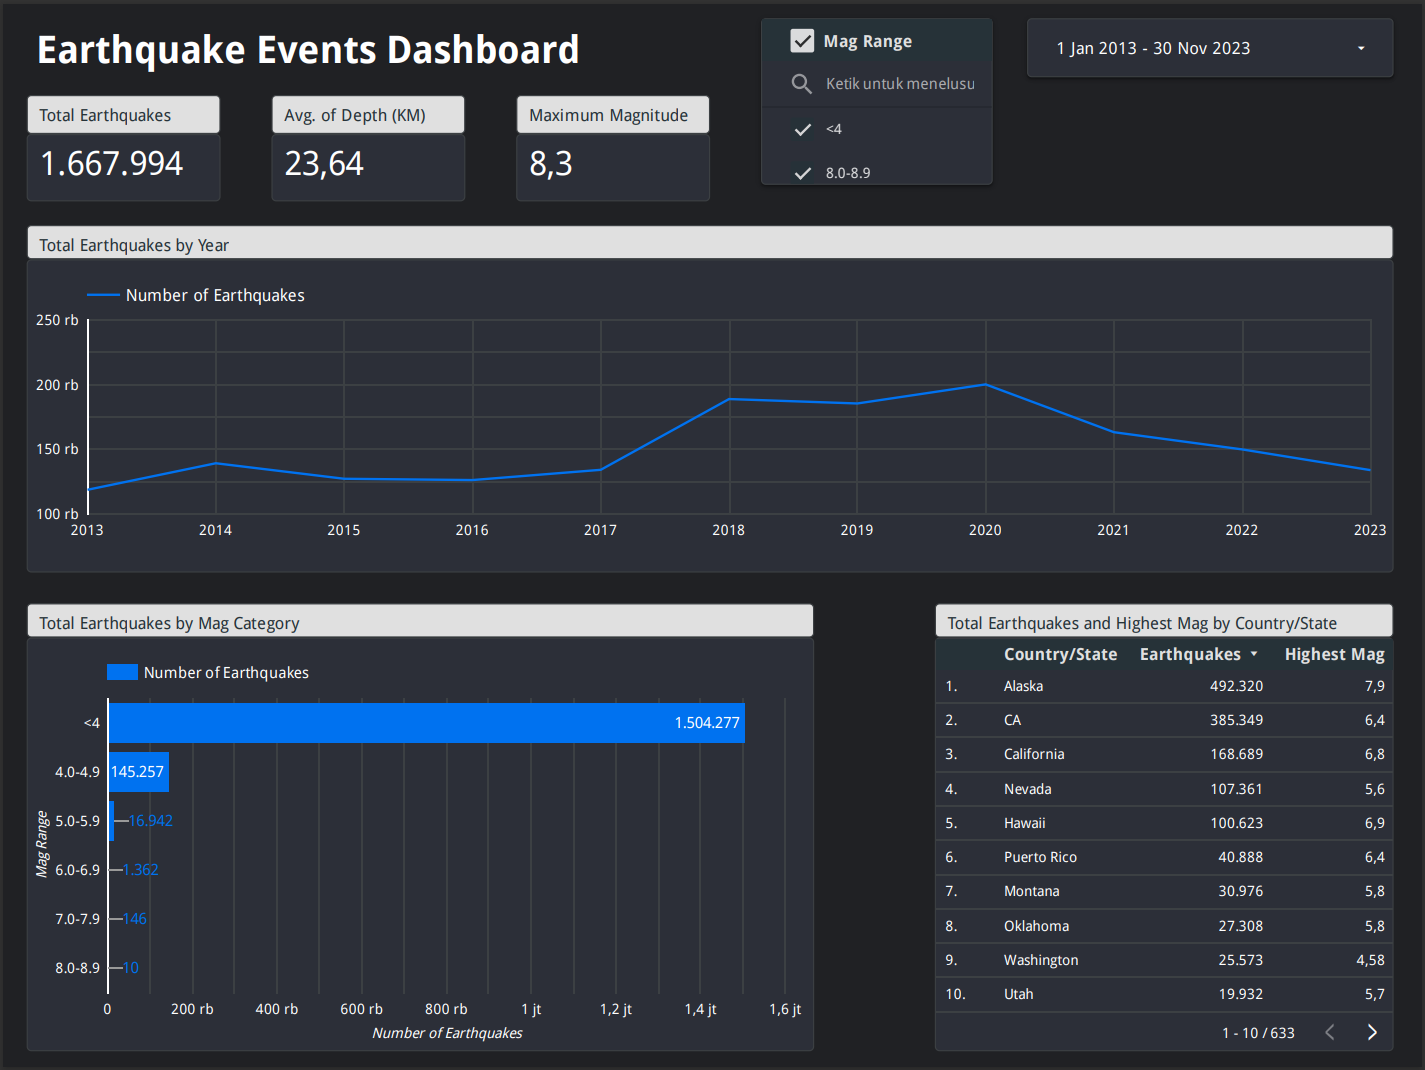 Earthquake Events Dashboard
Mag Range
Ketik untuk menelusu
<4
8.0-8.9
1 Jan 2013 - 30 Nov 2023
Total Earthquakes
1.667.994
Avg. of Depth (KM)
23,64
Maximum Magnitude
8,3
Total Earthquakes by Year
Number of Earthquakes
250 rb
200 rb
150 rb
100 rb
2013 2014 2015 2016 2017 2018 2019 2020 2021 2022 2023
Total Earthquakes by Mag Category
Number of Earthquakes
Mag Range
<4 1.504.277
4.0-4.9 145.257
5.0-5.9 16.942
6.0-6.9 1.362
7.0-7.9 146
8.0-8.9 10
0 200 rb 400 rb 600 rb 800 rb 1 jt 1,2 jt 1,4 jt 1,6 jt
Number of Earthquakes
Total Earthquakes and Highest Mag by Country/State
Country/State Earthquakes Highest Mag
1. Alaska 492.320 7,9
2. CA 385.349 6,4
3. California 168.689 6,8
4. Nevada 107.361 5,6
5. Hawaii 100.623 6,9
6. Puerto Rico 40.888 6,4
7. Montana 30.976 5,8
8. Oklahoma 27.308 5,8
9. Washington 25.573 4,58
10. Utah 19.932 5,7
1 - 10 / 633